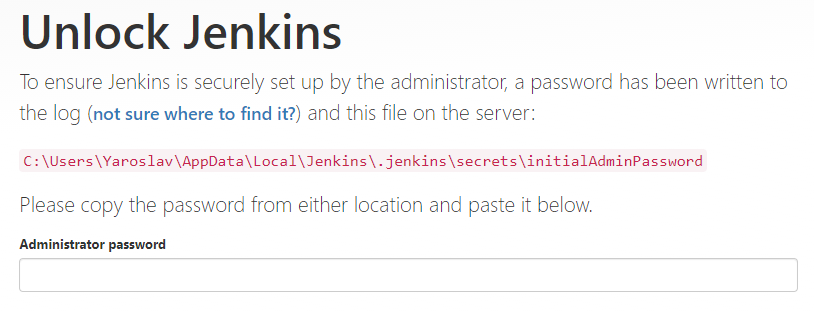 Unlock Jenkins
To ensure Jenkins is securely set up by the administrator, a password has been written to
the log (not sure where to find it?) and this file on the server:
C:\Users\Yaroslav\AppData\Local\Jenkins\.jenkins\secrets\initialAdminPassword
Please copy the password from either location and paste it below.
Administrator password